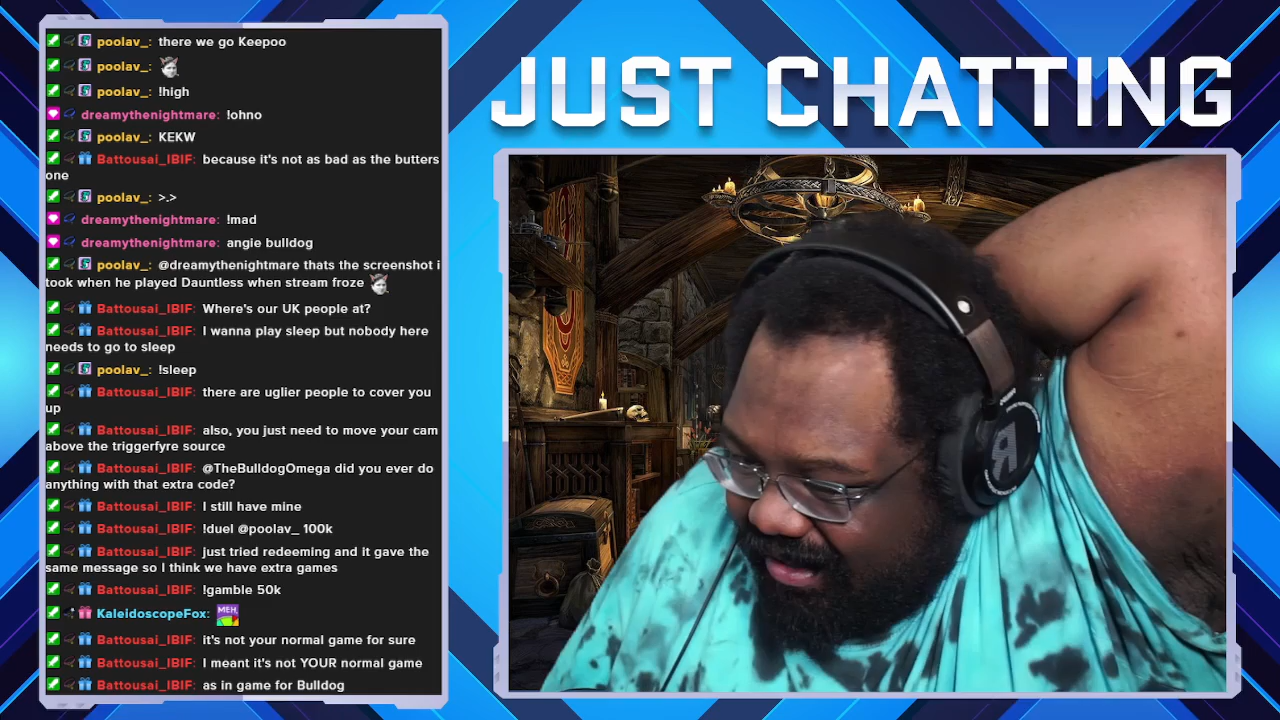 JUST CHATTING
poolav_: there we go Keepoo
poolav_:
poolav_: !high
dreamythenightmare: !ohno
poolav_: KEKW
Battousai_IBIF: because it's not as bad as the butters
one
poolav_: >.>
dreamythenightmare: !mad
dreamythenightmare: angie bulldog
poolav_: @dreamythenightmare thats the screenshot i
took when he played Dauntless when stream froze
Battousai_IBIF: Where's our UK people at?
Battousai_IBIF: I wanna play sleep but nobody here
needs to go to sleep
poolav_: !sleep
Battousai_IBIF: there are uglier people to cover you
up
Battousai_IBIF: also, you just need to move your cam
above the triggerfyre source
Battousai_IBIF: @TheBulldogOmega did you ever do
anything with that extra code?
Battousai_IBIF: I still have mine
Battousai_IBIF: !duel @poolav_ 100k
Battousai_IBIF: just tried redeeming and it gave the
same message so I think we have extra games
Battousai_IBIF: !gamble 50k
KaleidoscopeFox: MEH
Battousai_IBIF: it's not your normal game for sure
Battousai_IBIF: I meant it's not YOUR normal game
Battousai_IBIF: as in game for Bulldog